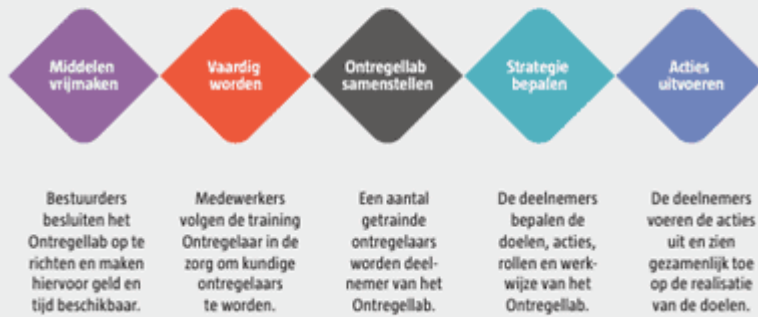 Middelen
vrijmaken
Vaardig
worden
Ontregellab
samenstellen
Strategie
bepalen
Acties
uitvoeren
Bestuurders
besluiten het
Ontregellab op te
richten en maken
hiervoor geld en
tijd beschikbaar.
Medewerkers
volgen de training
Ontregelaar in de
zorg om kundige
ontregelaars
te worden.
Een aantal
getrainde
ontregelaars
worden deel-
nemer van het
Ontregellab.
De deelnemers
bepalen de
doelen, acties,
rollen en werk-
wijze van het
Ontregellab.
De deelnemers
voeren de acties
uit en zien
gezamenlijk toe
op de realisatie
van de doelen.